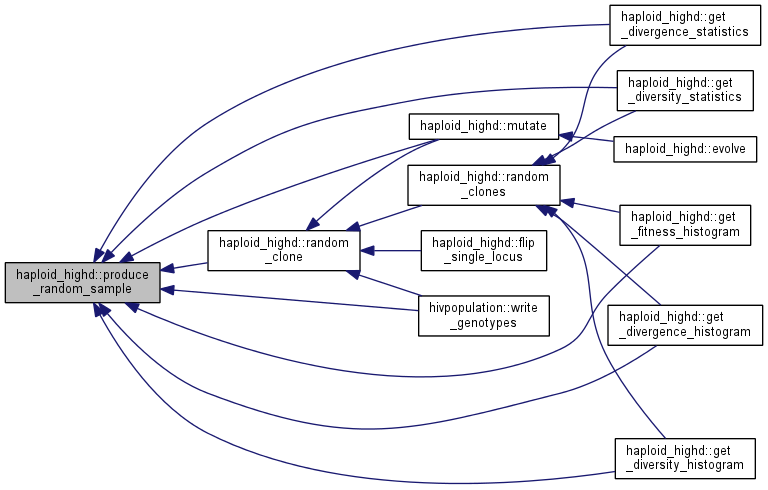 haploid_highd::get
_divergence_statistics
haploid_highd::get
_diversity_statistics
haploid_highd::mutate
haploid_highd::evolve
haploid_highd::random
_clones
haploid_highd::get
_fitness_histogram
haploid_highd::random
_clone
haploid_highd::flip
_single_locus
haploid_highd::produce
_random_sample
hivpopulation::write
_genotypes
haploid_highd::get
_divergence_histogram
haploid_highd::get
_diversity_histogram